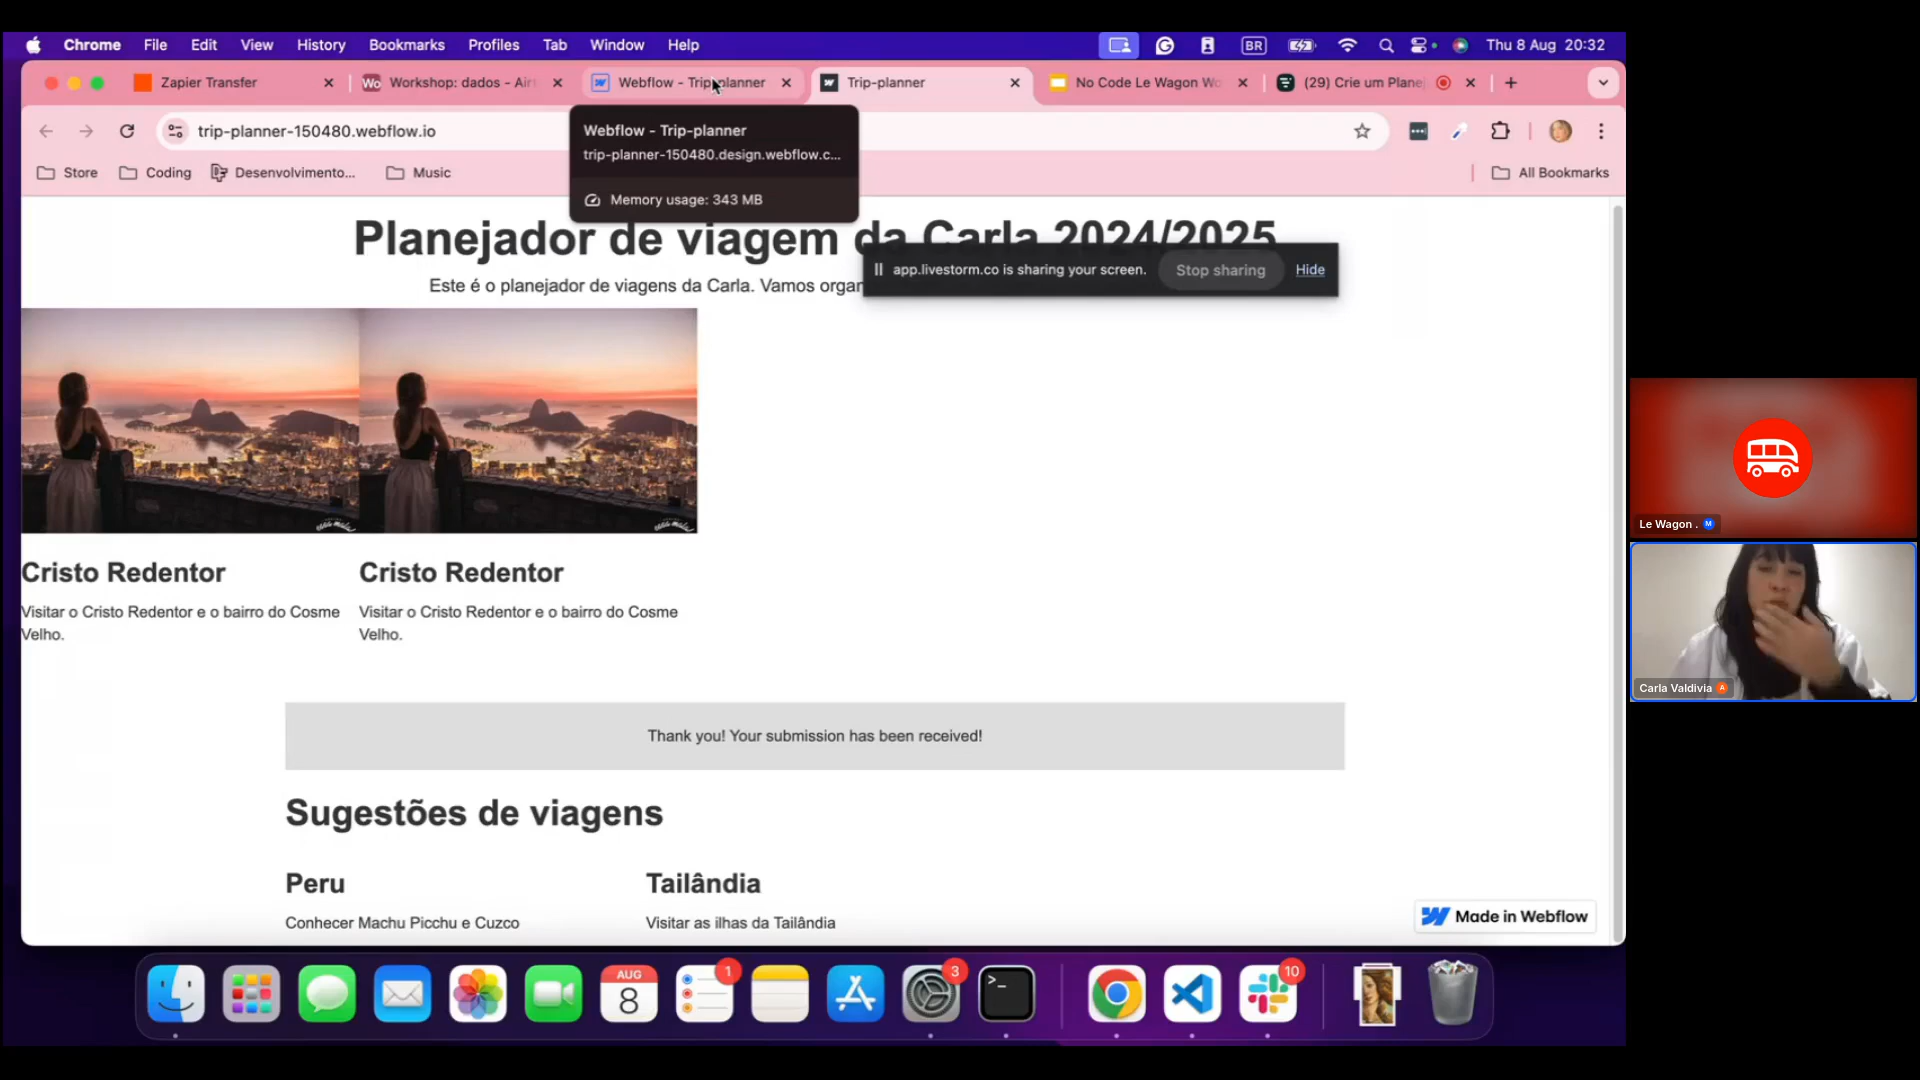 Chrome File Edit View History Bookmarks Profiles Tab Window Help BR Thu 8 Aug 20:32
Zapier Transfer Wo Workshop: dados - Air Webflow - Trip-planner Trip-planner No Code Le Wagon Wo (29) Crie um Plane
trip-planner-150480.webflow.io
Webflow - Trip-planner
trip-planner-150480.design.webflow.c...
Memory usage: 343 MB
Store Coding Desenvolvimento... Music All Bookmarks
Planejador de viagem da Carla 2024/2025
app.livestorm.co is sharing your screen. Stop sharing Hide
Este é o planejador de viagens da Carla. Vamos organ
Cristo Redentor
Visitar o Cristo Redentor e o bairro do Cosme
Velho.
Cristo Redentor
Visitar o Cristo Redentor e o bairro do Cosme
Velho.
Thank you! Your submission has been received!
Sugestões de viagens
Peru
Conhecer Machu Picchu e Cuzco
Tailândia
Visitar as ilhas da Tailândia
Made in Webflow
AUG
8
1
3
10
Le Wagon . M
Carla Valdivia A